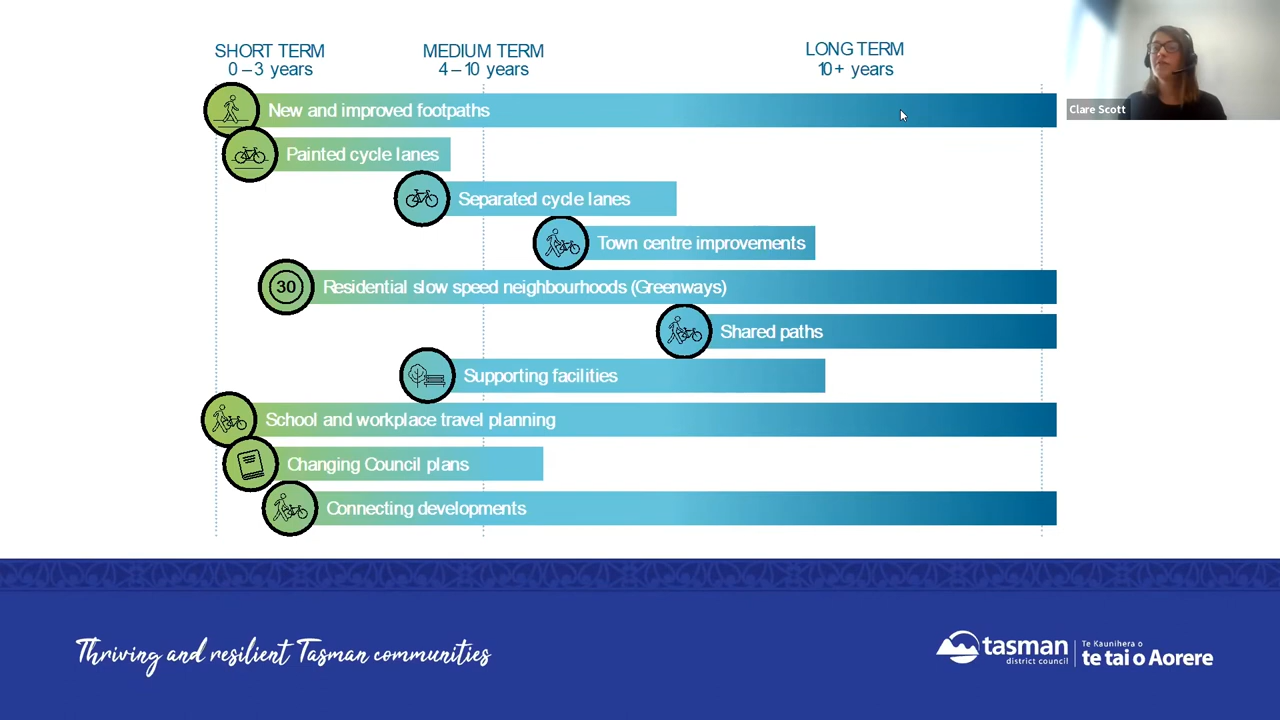 SHORT TERM
0 – 3 years
MEDIUM TERM
4 – 10 years
LONG TERM
10+ years
Clare Scott
New and improved footpaths
Painted cycle lanes
Separated cycle lanes
Town centre improvements
30
Residential slow speed neighbourhoods (Greenways)
Shared paths
Supporting facilities
School and workplace travel planning
Changing Council plans
Connecting developments
Thriving and resilient Tasman communities
tasman
district council
Te Kaunihera o
te tai o Aorere